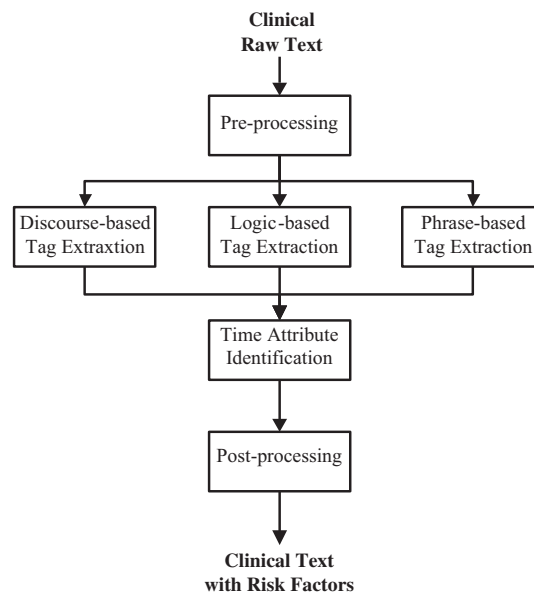 Clinical
Raw Text
Pre-processing
Discourse-based
Tag Extraxtion
Logic-based
Tag Extraction
Phrase-based
Tag Extraction
Time Attribute
Identification
Post-processing
Clinical Text
with Risk Factors